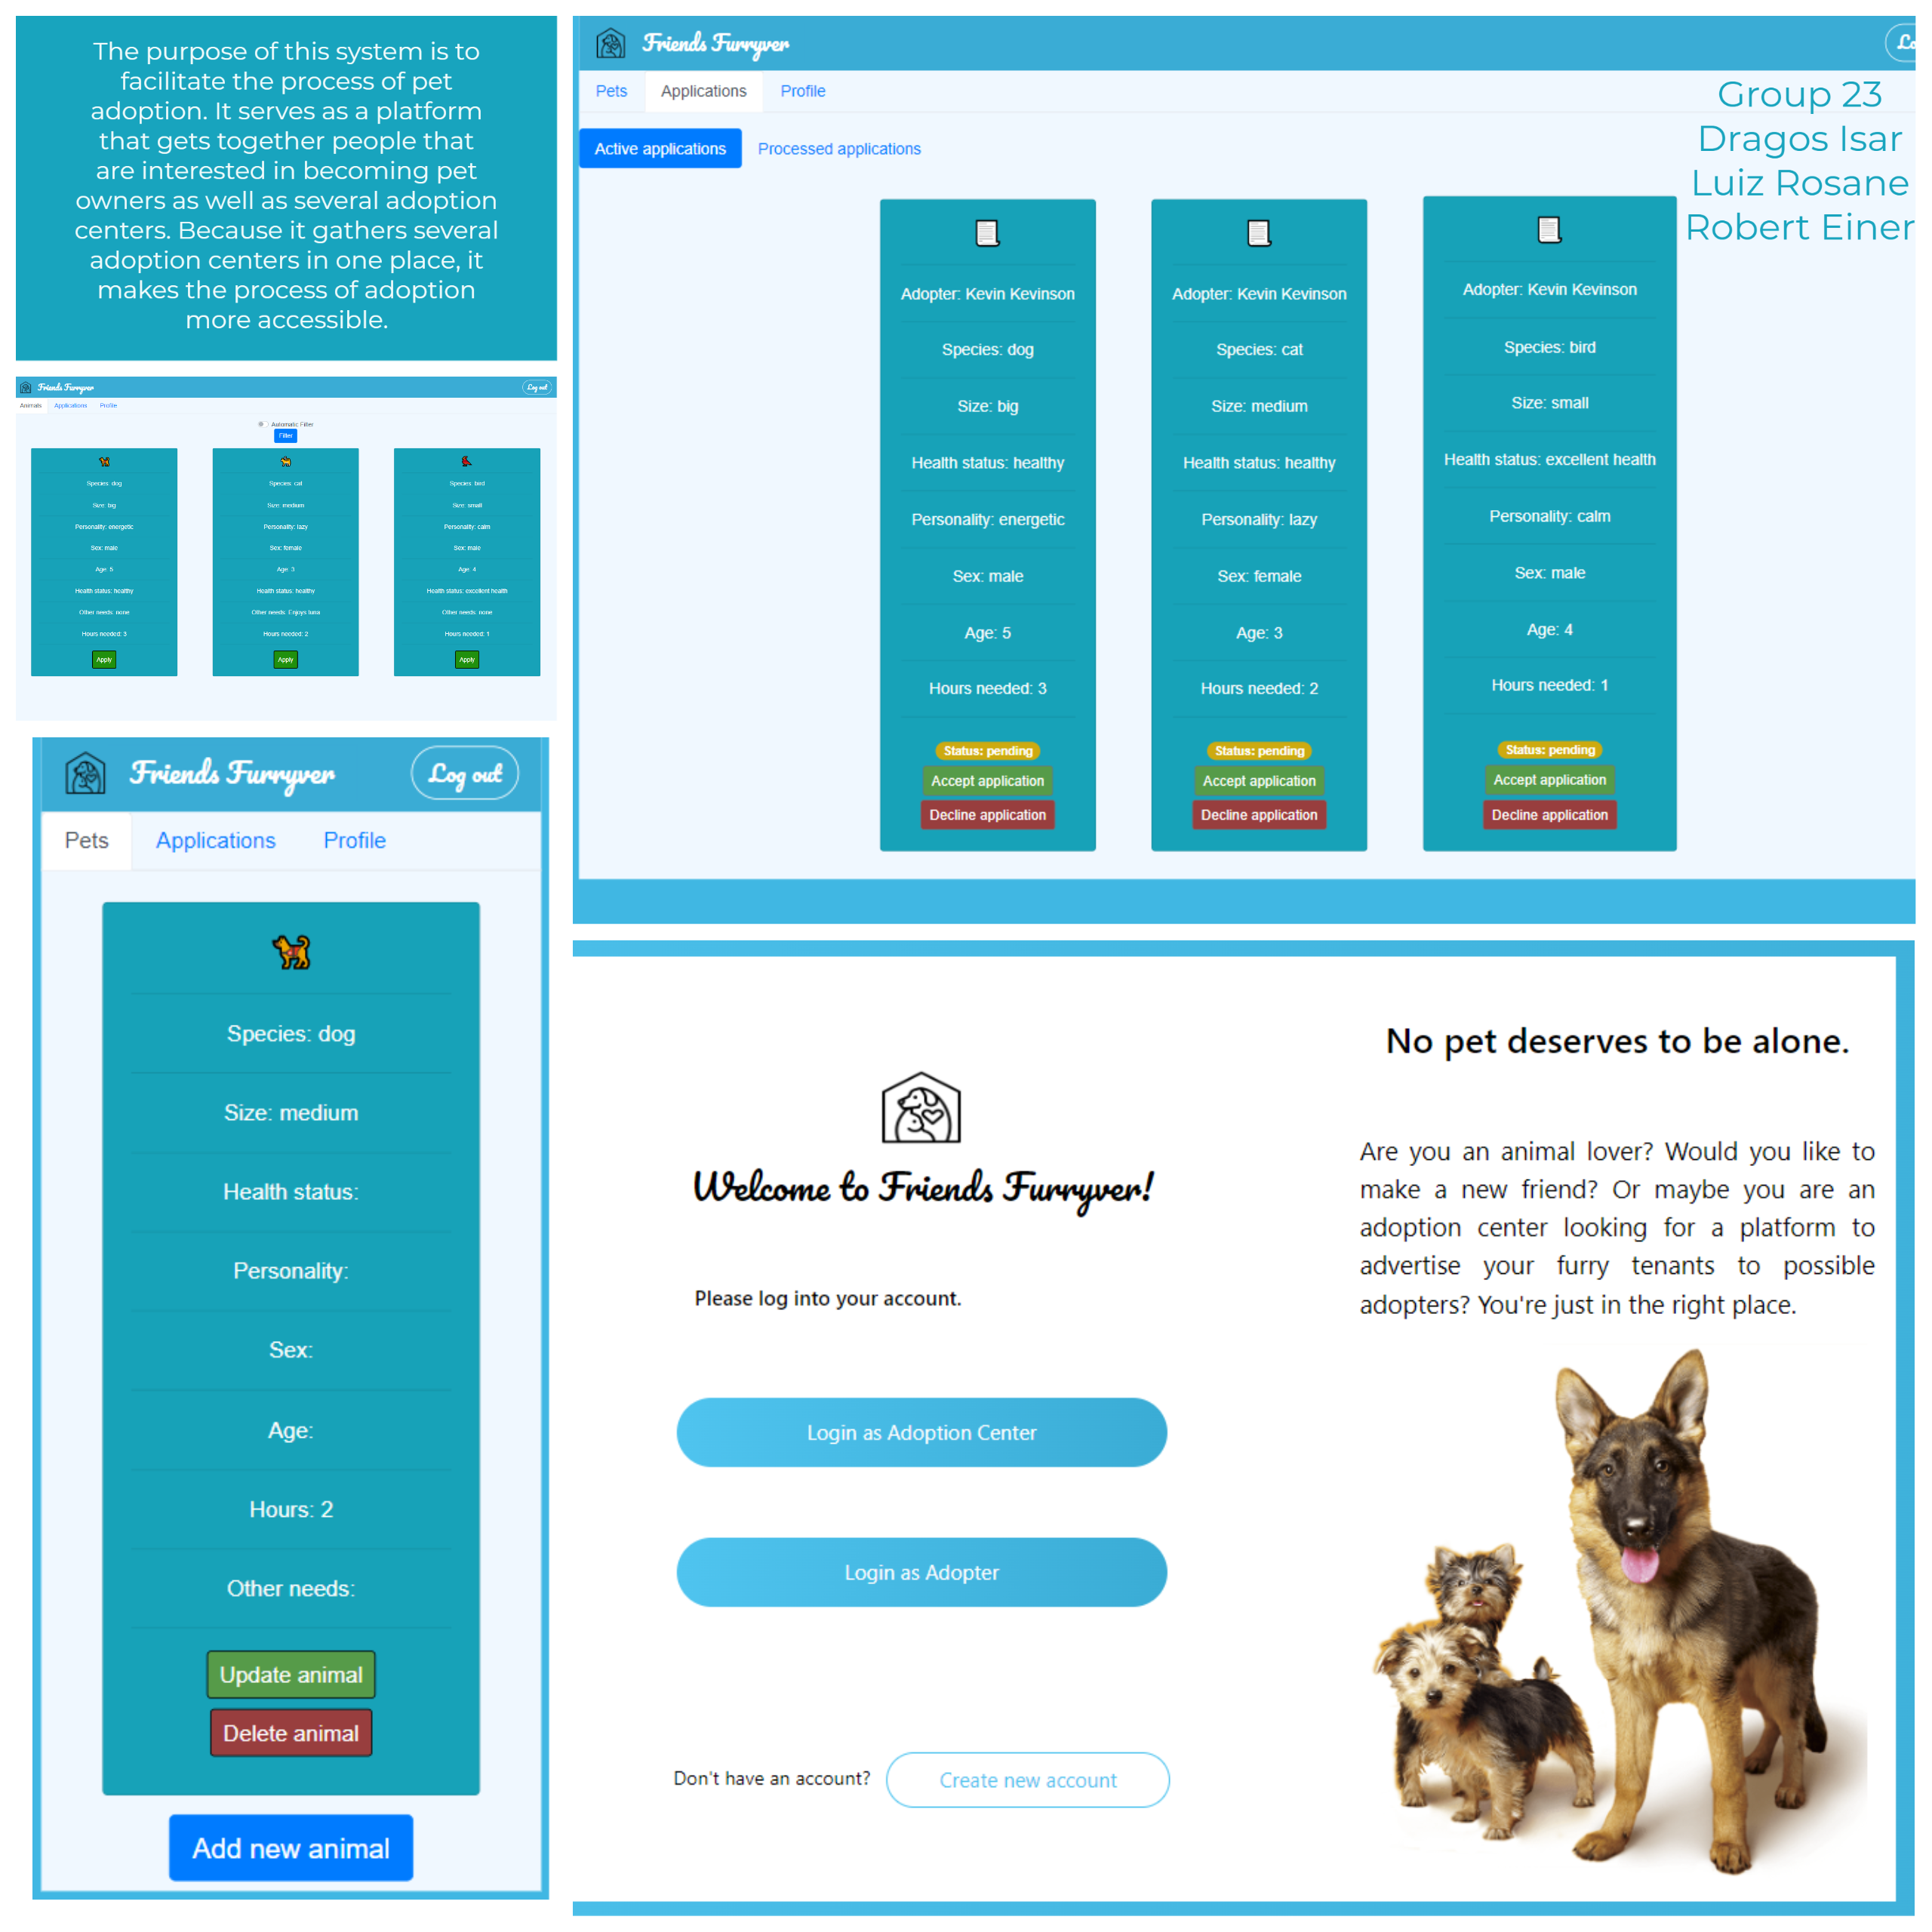 The purpose of this system is to
facilitate the process of pet
adoption. It serves as a platform
that gets together people that
are interested in becoming pet
owners as well as several adoption
centers. Because it gathers several
adoption centers in one place, it
makes the process of adoption
more accessible.
Friends Furryver
Log out
Animals Applications Profile
Automatic Filter
Filter
Species: dog
Size: big
Personality: energetic
Sex: male
Age: 5
Health status: healthy
Other needs: none
Hours needed: 3
Apply
Species: cat
Size: medium
Personality: lazy
Sex: female
Age: 3
Health status: healthy
Other needs: Enjoys tuna
Hours needed: 2
Apply
Species: bird
Size: small
Personality: calm
Sex: male
Age: 4
Health status: excellent health
Other needs: none
Hours needed: 1
Apply
Friends Furryver
Log out
Pets Applications Profile
Species: dog
Size: medium
Health status:
Personality:
Sex:
Age:
Hours: 2
Other needs:
Update animal
Delete animal
Add new animal
Friends Furryver
Lo
Pets Applications Profile
Active applications Processed applications
Group 23
Dragos Isar
Luiz Rosane
Robert Einer
Adopter: Kevin Kevinson
Species: dog
Size: big
Health status: healthy
Personality: energetic
Sex: male
Age: 5
Hours needed: 3
Status: pending
Accept application
Decline application
Adopter: Kevin Kevinson
Species: cat
Size: medium
Health status: healthy
Personality: lazy
Sex: female
Age: 3
Hours needed: 2
Status: pending
Accept application
Decline application
Adopter: Kevin Kevinson
Species: bird
Size: small
Health status: excellent health
Personality: calm
Sex: male
Age: 4
Hours needed: 1
Status: pending
Accept application
Decline application
Welcome to Friends Furryver!
Please log into your account.
Login as Adoption Center
Login as Adopter
Don't have an account? Create new account
No pet deserves to be alone.
Are you an animal lover? Would you like to
make a new friend? Or maybe you are an
adoption center looking for a platform to
advertise your furry tenants to possible
adopters? You're just in the right place.